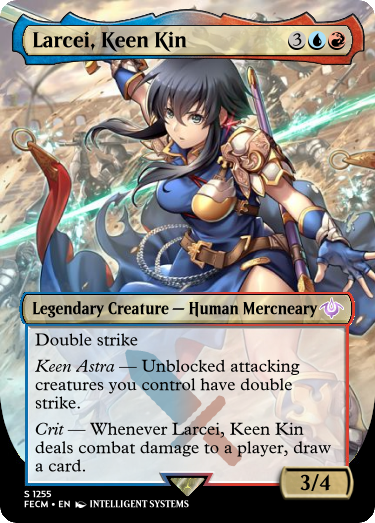 Larcei, Keen Kin 3
Legendary Creature — Human Mercneary
Double strike
Keen Astra — Unblocked attacking
creatures you control have double
strike.
Crit — Whenever Larcei, Keen Kin
deals combat damage to a player, draw
a card.
3/4
S 1255
FECM • EN INTELLIGENT SYSTEMS